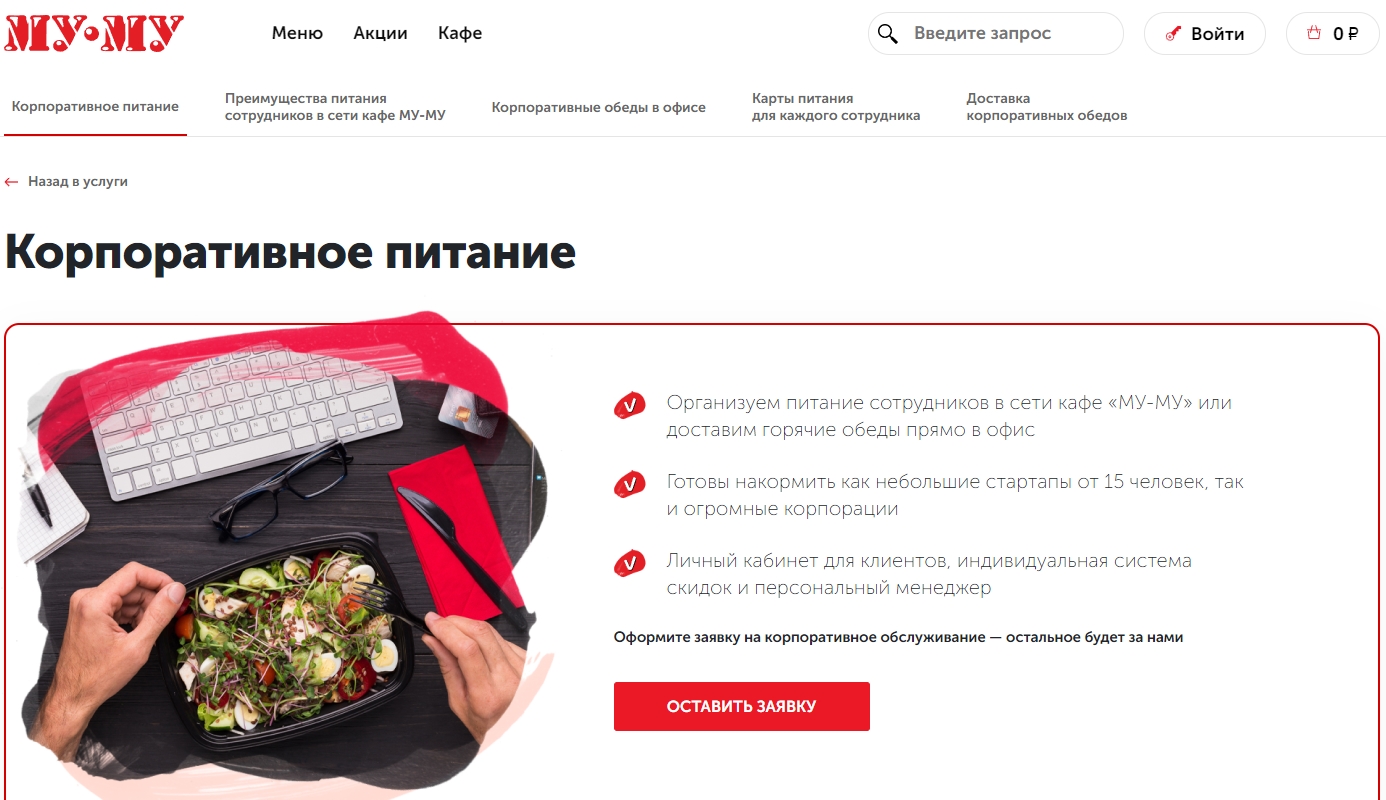 МУ•МУ
Меню
Акции
Кафе
Введите запрос
Войти
0 ₽
Корпоративное питание
Преимущества питания
сотрудников в сети кафе МУ-МУ
Корпоративные обеды в офисе
Карты питания
для каждого сотрудника
Доставка
корпоративных обедов
← Назад в услуги
Корпоративное питание
Организуем питание сотрудников в сети кафе «МУ-МУ» или
доставим горячие обеды прямо в офис
Готовы накормить как небольшие стартапы от 15 человек, так
и огромные корпорации
Личный кабинет для клиентов, индивидуальная система
скидок и персональный менеджер
Оформите заявку на корпоративное обслуживание — остальное будет за нами
ОСТАВИТЬ ЗАЯВКУ